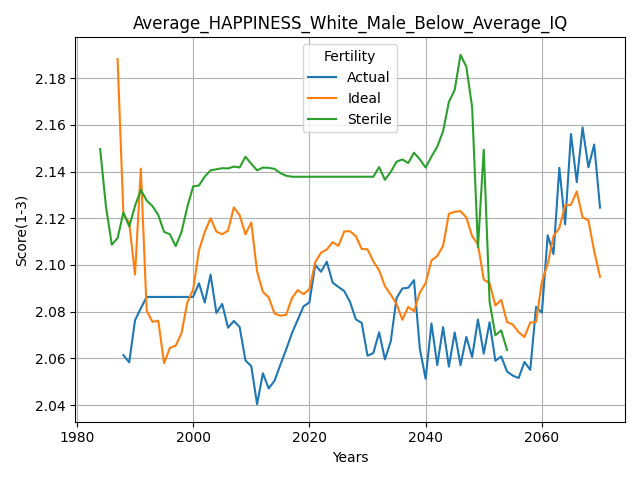 Average_HAPPINESS_White_Male_Below_Average_IQ
Fertility
Actual
Ideal
Sterile
Score(1-3)
2.18
2.16
2.14
2.12
2.10
2.08
2.06
2.04
1980 2000 2020 2040 2060
Years